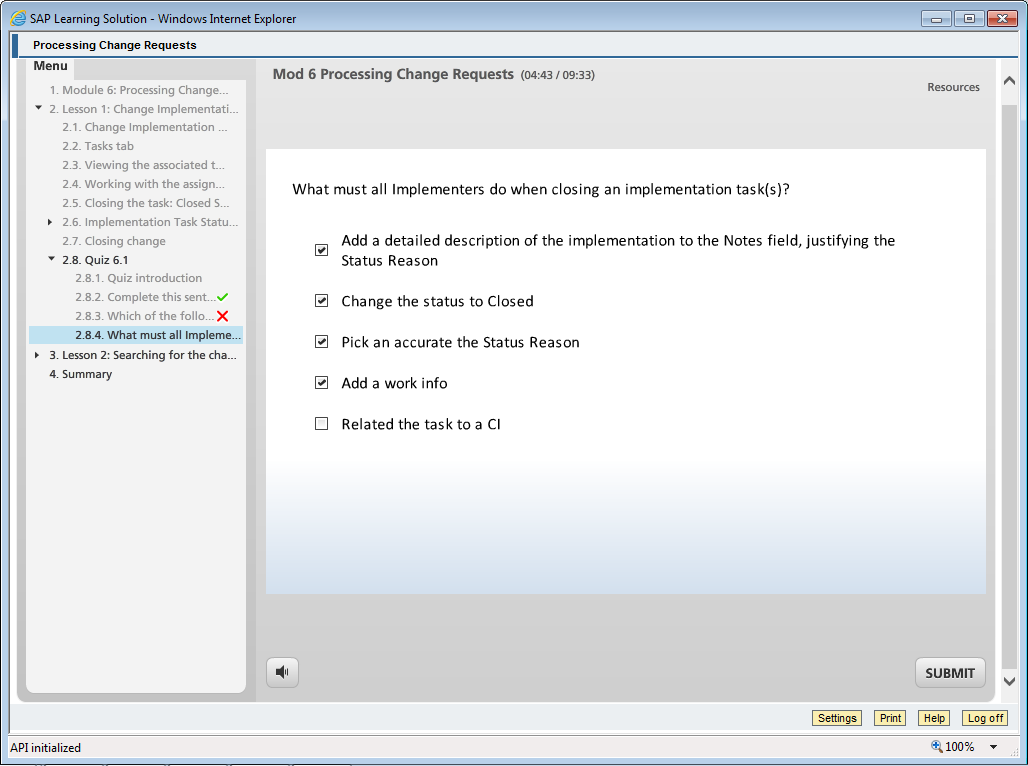 SAP Learning Solution - Windows Internet Explorer
Processing Change Requests
Menu
1. Module 6: Processing Change...
2. Lesson 1: Change Implementati...
2.1. Change Implementation ...
2.2. Tasks tab
2.3. Viewing the associated t...
2.4. Working with the assign...
2.5. Closing the task: Closed S...
2.6. Implementation Task Statu...
2.7. Closing change
2.8. Quiz 6.1
2.8.1. Quiz introduction
2.8.2. Complete this sent...
2.8.3. Which of the follo...
2.8.4. What must all Impleme...
3. Lesson 2: Searching for the cha...
4. Summary
Mod 6 Processing Change Requests (04:43 / 09:33)
Resources
What must all Implementers do when closing an implementation task(s)?
Add a detailed description of the implementation to the Notes field, justifying the
Status Reason
Change the status to Closed
Pick an accurate the Status Reason
Add a work info
Related the task to a CI
SUBMIT
Settings Print Help Log off
API initialized
100%